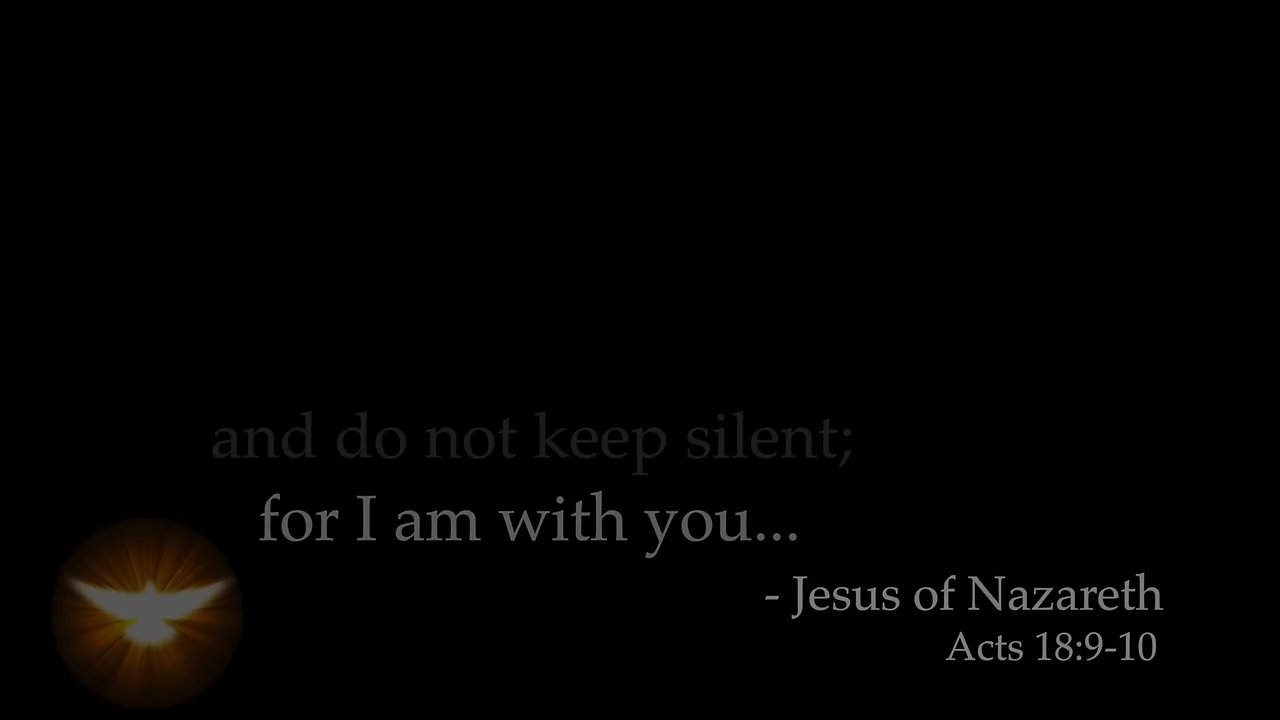 and do not keep silent;
for I am with you...
- Jesus of Nazareth
Acts 18:9-10